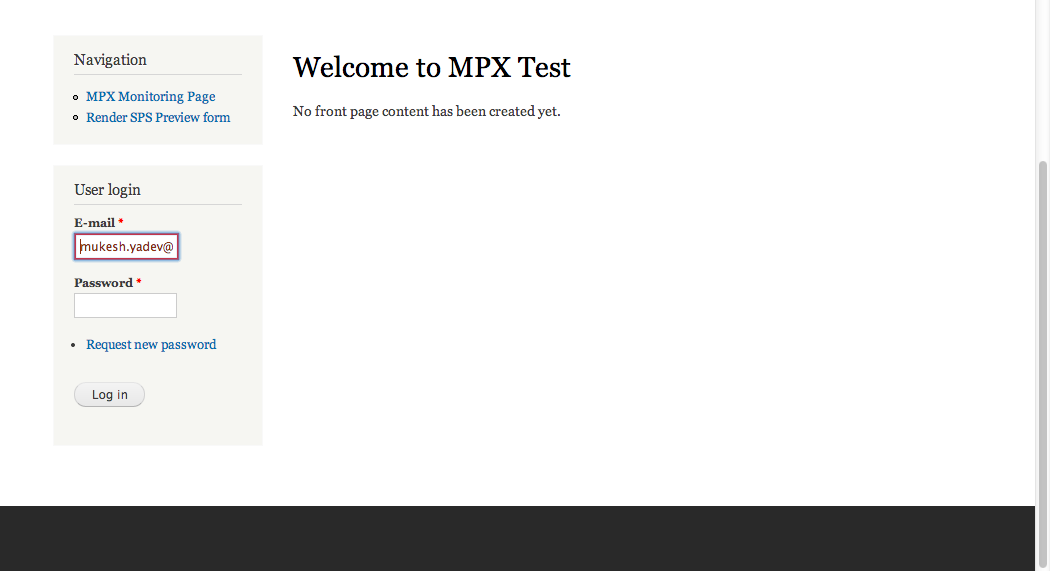 Navigation
MPX Monitoring Page
Render SPS Preview form
User login
E-mail *
mukesh.yadev@
Password *
Request new password
Log in
Welcome to MPX Test
No front page content has been created yet.